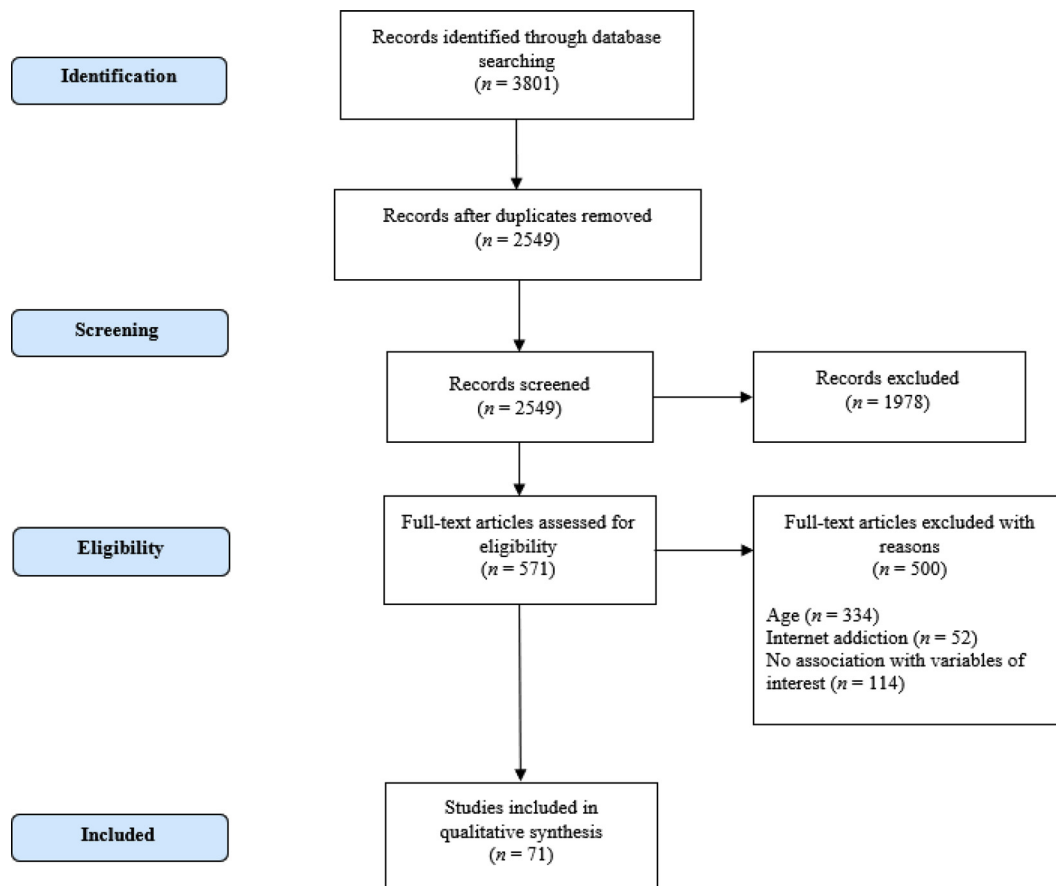 Records identified through database
searching
(n = 3801)
Identification
Records after duplicates removed
(n = 2549)
Screening
Records screened
(n = 2549)
Records excluded
(n = 1978)
Full-text articles assessed for
eligibility
(n = 571)
Full-text articles excluded with
reasons
(n = 500)
Age (n = 334)
Internet addiction (n = 52)
No association with variables of
interest (n = 114)
Eligibility
Studies included in
qualitative synthesis
(n = 71)
Included